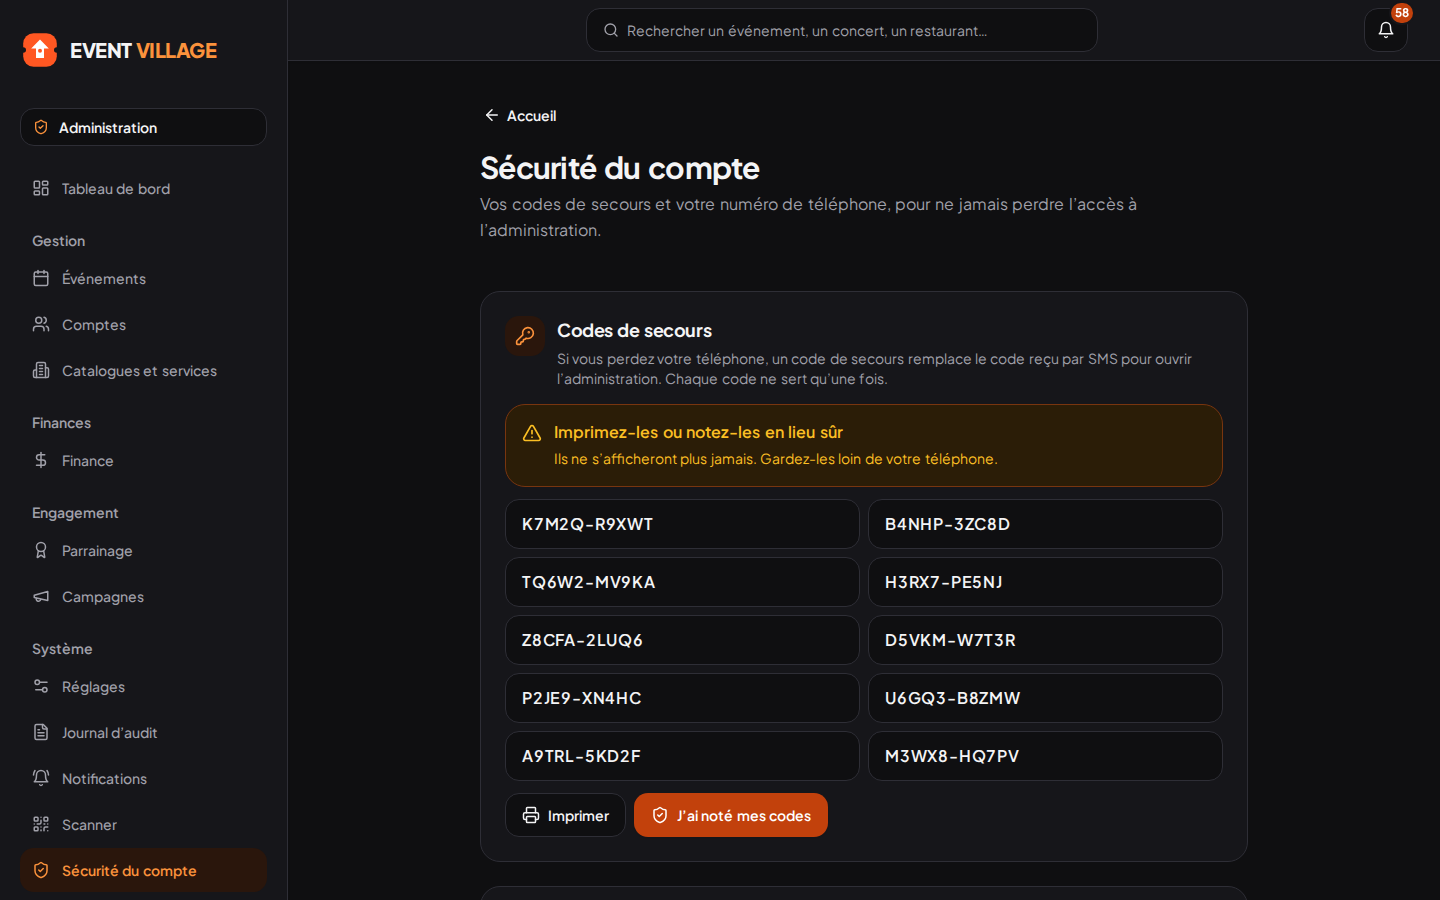 EVENT VILLAGE
Rechercher un événement, un concert, un restaurant...
58
Administration
Tableau de bord
Gestion
Événements
Comptes
Catalogues et services
Finances
Finance
Engagement
Parrainage
Campagnes
Système
Réglages
Journal d’audit
Notifications
Scanner
Sécurité du compte
Accueil
Sécurité du compte
Vos codes de secours et votre numéro de téléphone, pour ne jamais perdre l’accès à
l’administration.
Codes de secours
Si vous perdez votre téléphone, un code de secours remplace le code reçu par SMS pour ouvrir
l’administration. Chaque code ne sert qu’une fois.
Imprimez-les ou notez-les en lieu sûr
Ils ne s’afficheront plus jamais. Gardez-les loin de votre téléphone.
K7M2Q-R9XWT
B4NHP-3ZC8D
TQ6W2-MV9KA
H3RX7-PE5NJ
Z8CFA-2LUQ6
D5VKM-W7T3R
P2JE9-XN4HC
U6GQ3-B8ZMW
A9TRL-5KD2F
M3WX8-HQ7PV
Imprimer
J’ai noté mes codes